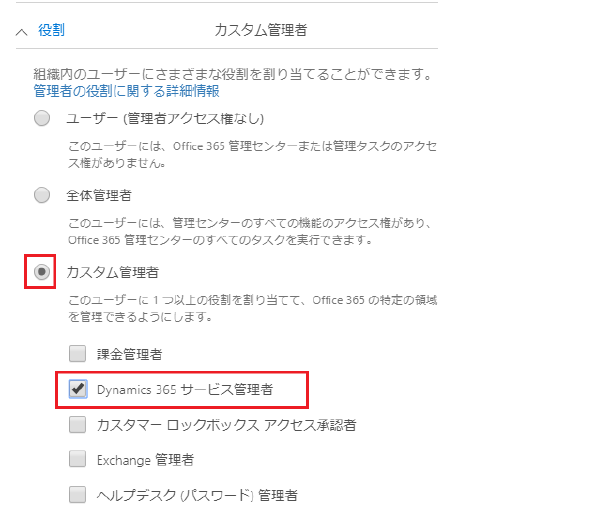 役割 カスタム管理者
組織内のユーザーにさまざまな役割を割り当てることができます。
管理者の役割に関する詳細情報
ユーザー (管理者アクセス権なし)
このユーザーには、Office 365 管理センターまたは管理タスクのアクセ
ス権がありません。
全体管理者
このユーザーには、管理センターのすべての機能のアクセス権があり、
Office 365 管理センターのすべてのタスクを実行できます。
カスタム管理者
このユーザーに 1 つ以上の役割を割り当てて、Office 365 の特定の領域
を管理できるようにします。
課金管理者
Dynamics 365 サービス管理者
カスタマー ロックボックス アクセス承認者
Exchange 管理者
ヘルプデスク (パスワード) 管理者